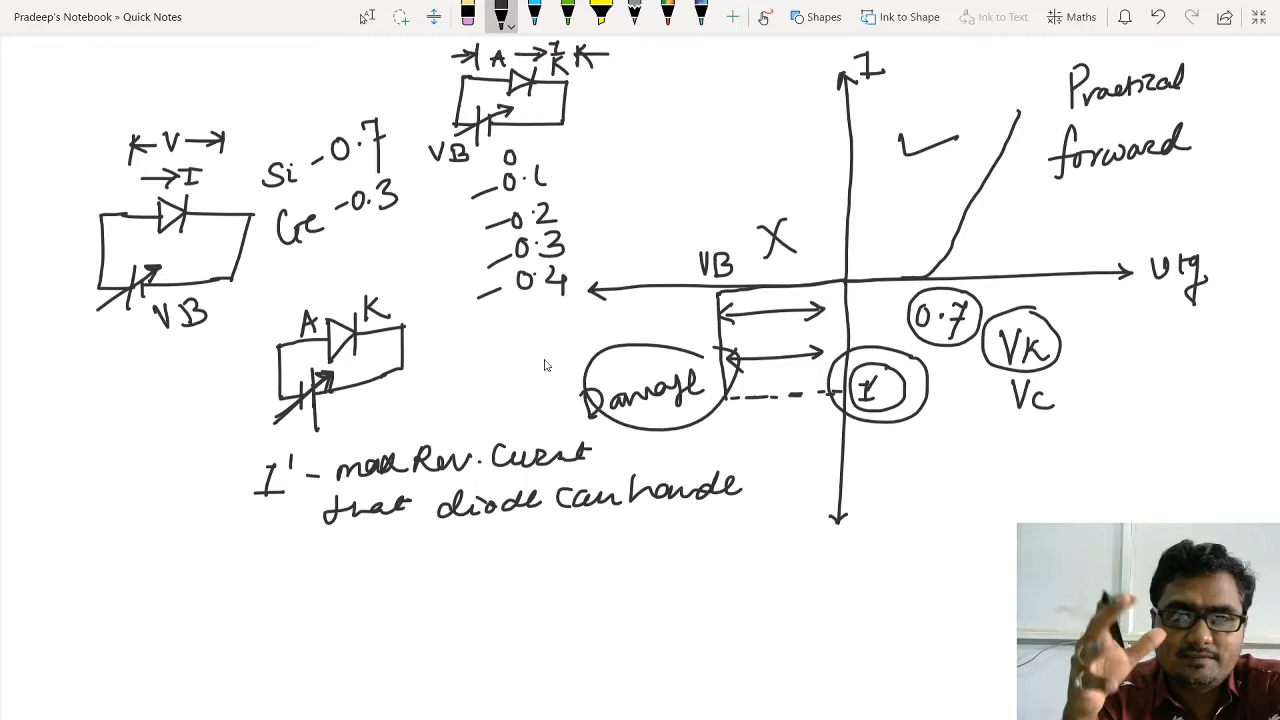 Pradeep's Notebook » Quick Notes
Shapes
Ink to Shape
Ink to Text
Maths
A I K K
VB
0
0.1
0.2
0.3
0.4
V
I
Si - 0.7
Ge - 0.3
VB
A K
I' - max Rev. Current
that diode can hande
I
Practical
forward
X
VB
Vtg
0.7
VK
VC
Damage
I